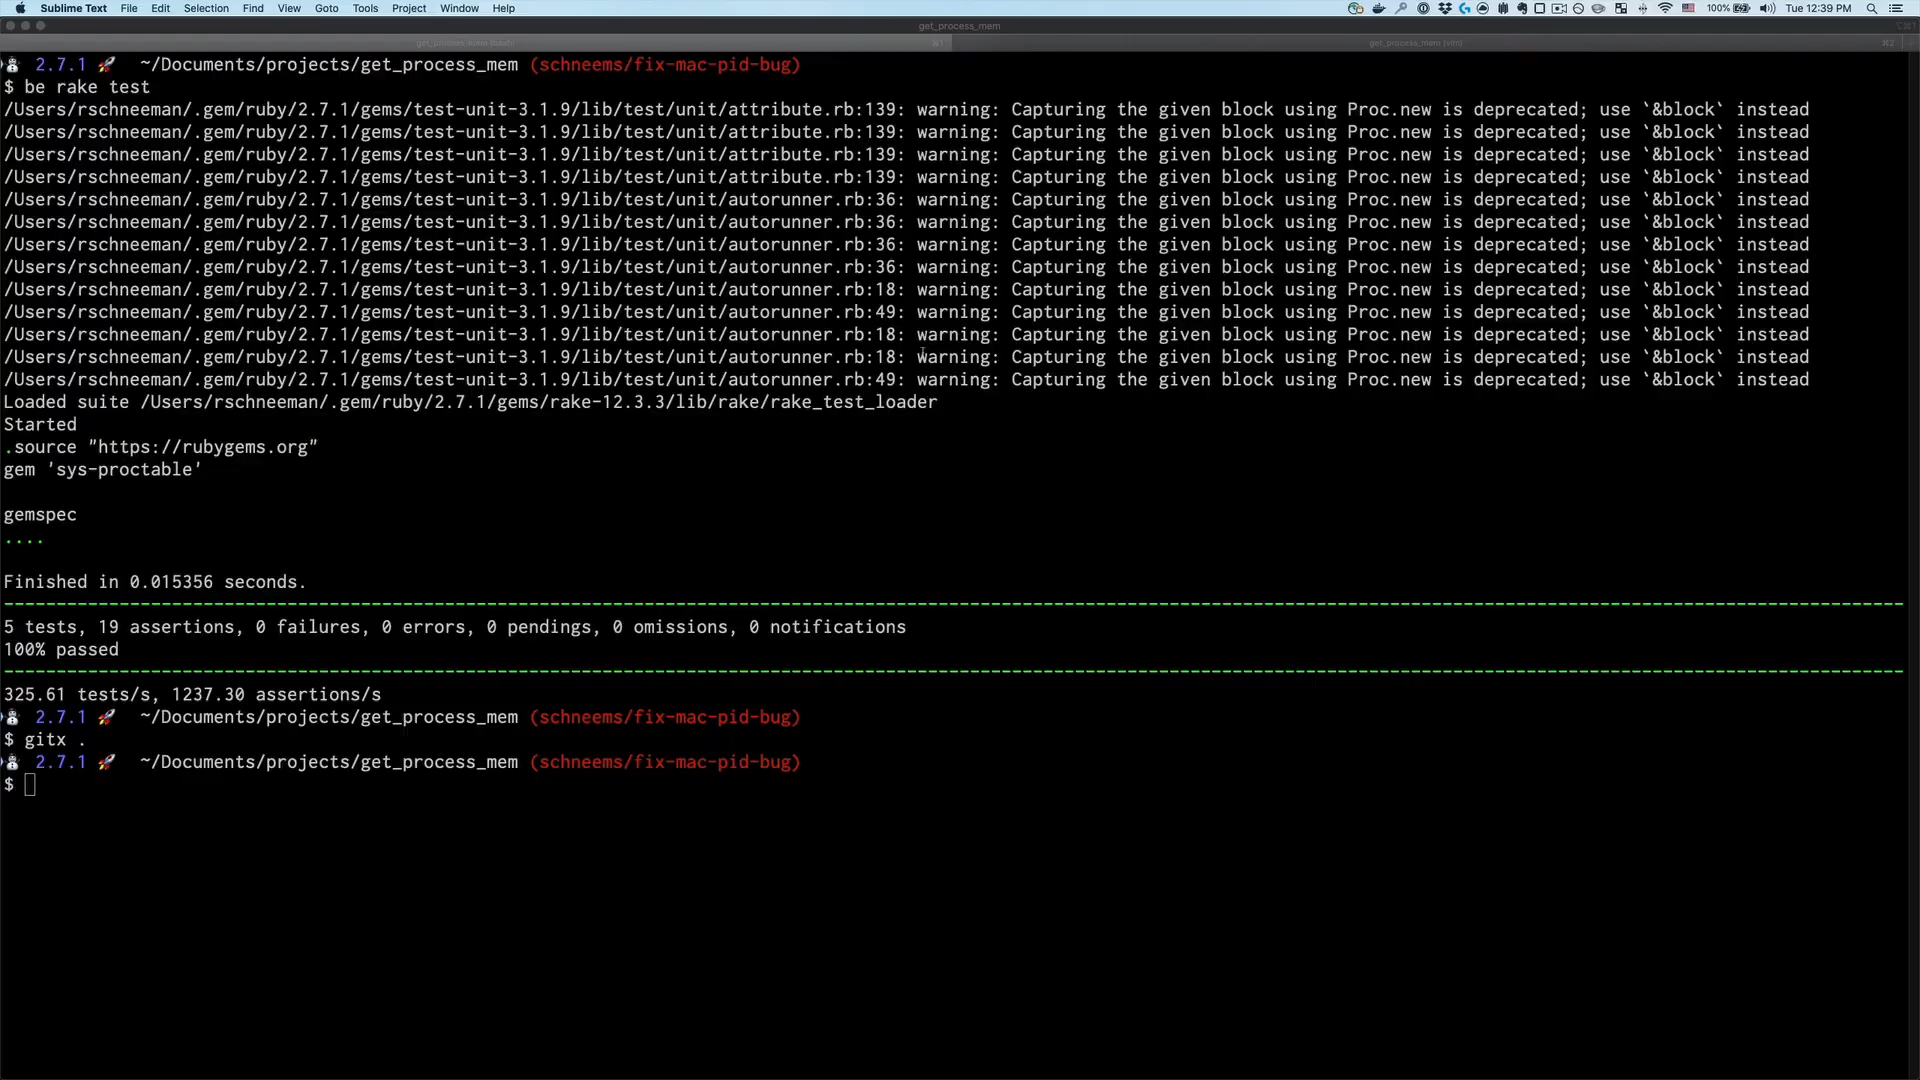 Sublime Text File Edit Selection Find View Goto Tools Project Window Help 100% Tue 12:39 PM
get_process_mem
get_process_mem (bash) ⌘1 get_process_mem (vim) ⌘2
2.7.1 ~/Documents/projects/get_process_mem (schneems/fix-mac-pid-bug)
$ be rake test
/Users/rschneeman/.gem/ruby/2.7.1/gems/test-unit-3.1.9/lib/test/unit/attribute.rb:139: warning: Capturing the given block using Proc.new is deprecated; use `&block` instead
/Users/rschneeman/.gem/ruby/2.7.1/gems/test-unit-3.1.9/lib/test/unit/attribute.rb:139: warning: Capturing the given block using Proc.new is deprecated; use `&block` instead
/Users/rschneeman/.gem/ruby/2.7.1/gems/test-unit-3.1.9/lib/test/unit/attribute.rb:139: warning: Capturing the given block using Proc.new is deprecated; use `&block` instead
/Users/rschneeman/.gem/ruby/2.7.1/gems/test-unit-3.1.9/lib/test/unit/attribute.rb:139: warning: Capturing the given block using Proc.new is deprecated; use `&block` instead
/Users/rschneeman/.gem/ruby/2.7.1/gems/test-unit-3.1.9/lib/test/unit/autorunner.rb:36: warning: Capturing the given block using Proc.new is deprecated; use `&block` instead
/Users/rschneeman/.gem/ruby/2.7.1/gems/test-unit-3.1.9/lib/test/unit/autorunner.rb:36: warning: Capturing the given block using Proc.new is deprecated; use `&block` instead
/Users/rschneeman/.gem/ruby/2.7.1/gems/test-unit-3.1.9/lib/test/unit/autorunner.rb:36: warning: Capturing the given block using Proc.new is deprecated; use `&block` instead
/Users/rschneeman/.gem/ruby/2.7.1/gems/test-unit-3.1.9/lib/test/unit/autorunner.rb:36: warning: Capturing the given block using Proc.new is deprecated; use `&block` instead
/Users/rschneeman/.gem/ruby/2.7.1/gems/test-unit-3.1.9/lib/test/unit/autorunner.rb:18: warning: Capturing the given block using Proc.new is deprecated; use `&block` instead
/Users/rschneeman/.gem/ruby/2.7.1/gems/test-unit-3.1.9/lib/test/unit/autorunner.rb:49: warning: Capturing the given block using Proc.new is deprecated; use `&block` instead
/Users/rschneeman/.gem/ruby/2.7.1/gems/test-unit-3.1.9/lib/test/unit/autorunner.rb:18: warning: Capturing the given block using Proc.new is deprecated; use `&block` instead
/Users/rschneeman/.gem/ruby/2.7.1/gems/test-unit-3.1.9/lib/test/unit/autorunner.rb:18: warning: Capturing the given block using Proc.new is deprecated; use `&block` instead
/Users/rschneeman/.gem/ruby/2.7.1/gems/test-unit-3.1.9/lib/test/unit/autorunner.rb:49: warning: Capturing the given block using Proc.new is deprecated; use `&block` instead
Loaded suite /Users/rschneeman/.gem/ruby/2.7.1/gems/rake-12.3.3/lib/rake/rake_test_loader
Started
.source "https://rubygems.org"
gem 'sys-proctable'
gemspec
....
Finished in 0.015356 seconds.
5 tests, 19 assertions, 0 failures, 0 errors, 0 pendings, 0 omissions, 0 notifications
100% passed
325.61 tests/s, 1237.30 assertions/s
2.7.1 ~/Documents/projects/get_process_mem (schneems/fix-mac-pid-bug)
$ gitx .
2.7.1 ~/Documents/projects/get_process_mem (schneems/fix-mac-pid-bug)
$